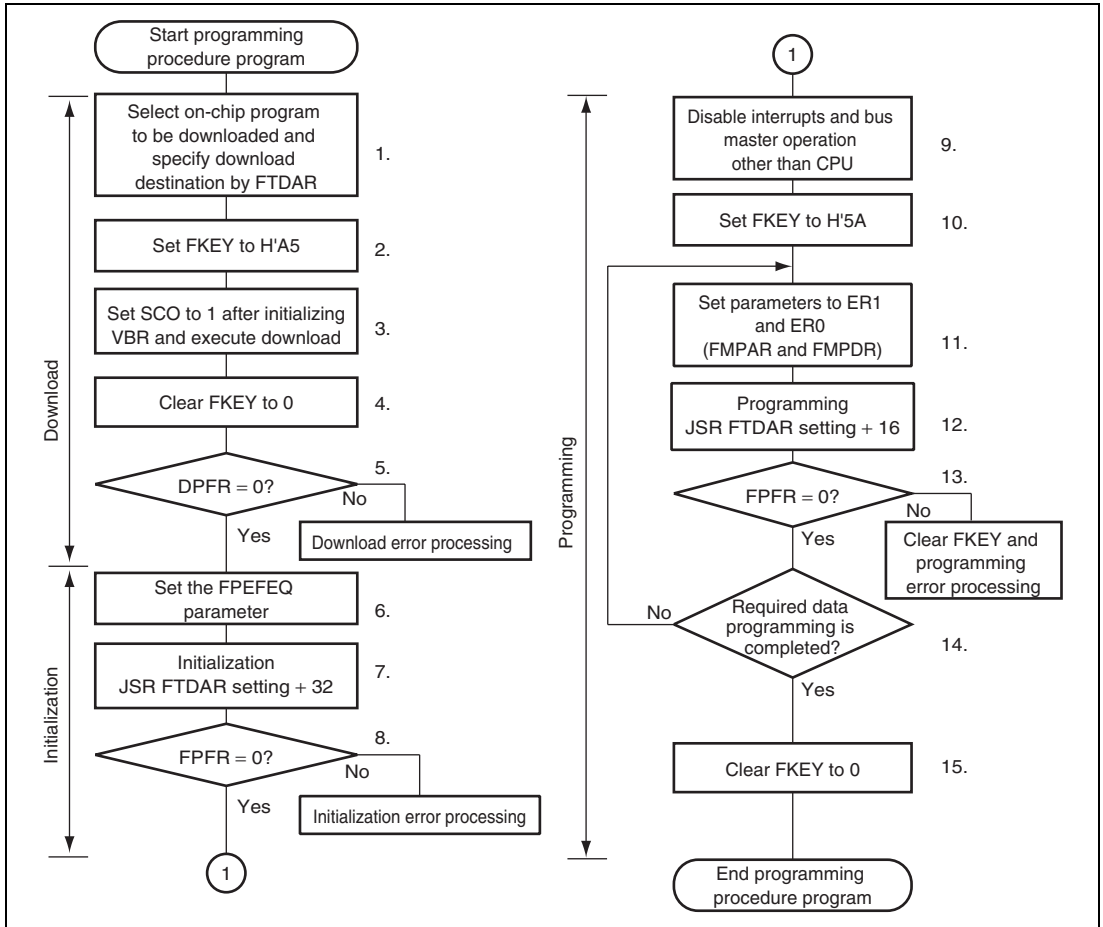 Start programming
procedure program
Download
Select on-chip program
to be downloaded and
specify download
destination by FTDAR
1.
Set FKEY to H'A5
2.
Set SCO to 1 after initializing
VBR and execute download
3.
Clear FKEY to 0
4.
DPFR = 0?
5.
No
Yes
Download error processing
Initialization
Set the FPEFEQ
parameter
6.
Initialization
JSR FTDAR setting + 32
7.
FPFR = 0?
8.
No
Yes
Initialization error processing
1
1
Programming
Disable interrupts and bus
master operation
other than CPU
9.
Set FKEY to H'5A
10.
Set parameters to ER1
and ER0
(FMPAR and FMPDR)
11.
Programming
JSR FTDAR setting + 16
12.
FPFR = 0?
13.
No
Yes
Clear FKEY and
programming
error processing
Required data
programming is
completed?
14.
No
Yes
Clear FKEY to 0
15.
End programming
procedure program